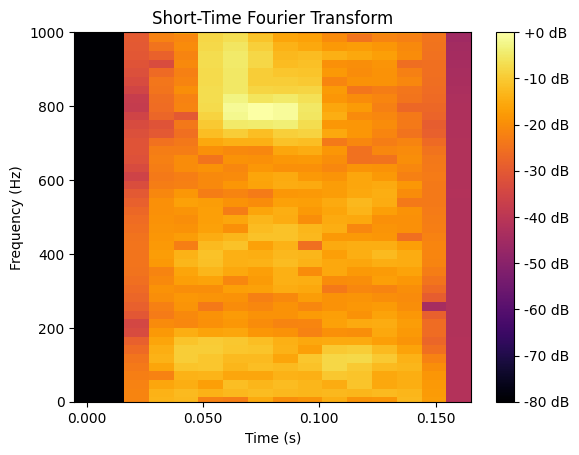 Short-Time Fourier Transform
Frequency (Hz)
1000
800
600
400
200
0
0.000
0.050
0.100
0.150
Time (s)
+0 dB
-10 dB
-20 dB
-30 dB
-40 dB
-50 dB
-60 dB
-70 dB
-80 dB